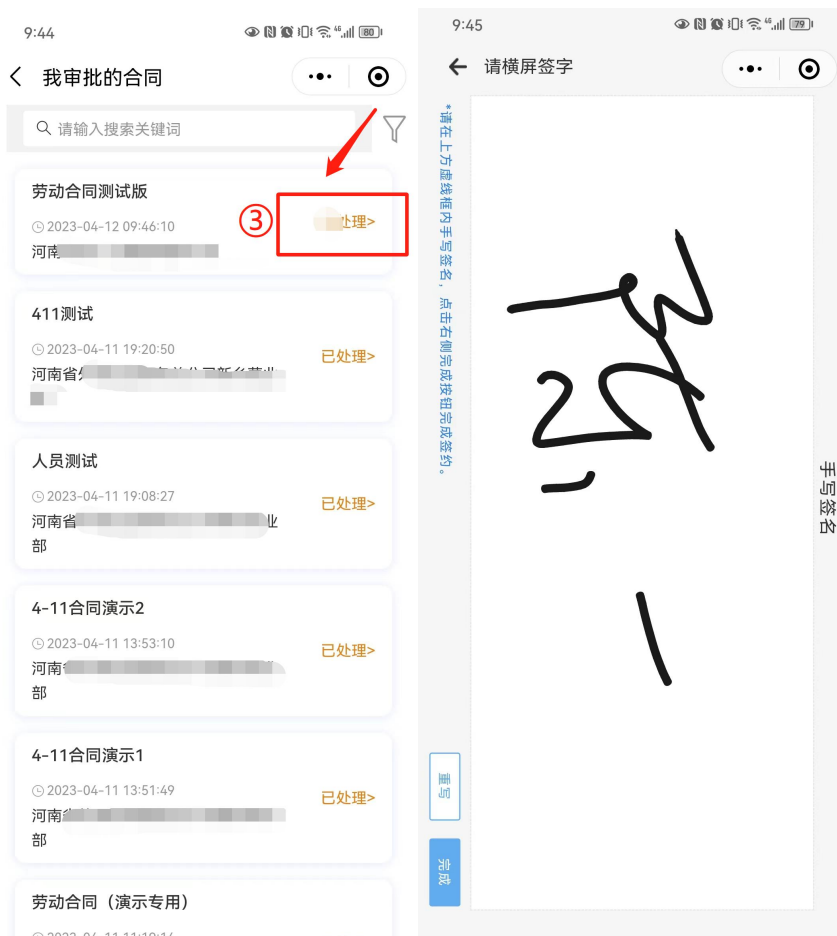 9:44
80
我审批的合同
请输入搜索关键词
劳动合同测试版
2023-04-12 09:46:10
③
理>
河南
411测试
2023-04-11 19:20:50
已处理>
河南省
人员测试
2023-04-11 19:08:27
已处理>
河南省
业
部
4-11合同演示2
2023-04-11 13:53:10
已处理>
河南
部
4-11合同演示1
2023-04-11 13:51:49
已处理>
河南
部
劳动合同（演示专用）
9:45
79
请横屏签字
*请在上方虚线框内手写签名，点击右侧完成按钮完成签约。
手写签名
重写
完成